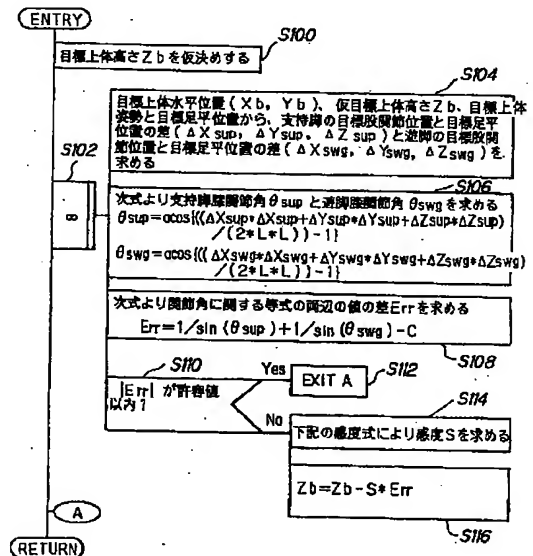 ENTRY
S100
目標上体高さZbを仮決めする
S104
目標上体水平位置(Xb, Yb)、仮目標上体高さZb、目標上体
姿勢と目標足平位置から、支持脚の目標股関節位置と目標足平
位置の差(ΔXsup, ΔYsup, ΔZsup)と遊脚の目標股関
節位置と目標足平位置の差(ΔXswg, ΔYswg, ΔZswg)を
求める
S102
∞
S106
次式より支持脚膝関節角θsupと遊脚膝関節角θswgを求める
θsup=acos{((ΔXsup*ΔXsup+ΔYsup*ΔYsup+ΔZsup*ΔZsup)
/(2*L*L))-1}
θswg=acos{((ΔXswg*ΔXswg+ΔYswg*ΔYswg+ΔZswg*ΔZswg)
/(2*L*L))-1}
次式より関節角に関する等式の両辺の値の差Errを求める
Err=1/sin(θsup)+1/sin(θswg)-C
S108
S110
|Err|が許容値
以内?
Yes
EXIT A
S112
No
S114
下記の感度式により感度Sを求める
Zb=Zb-S*Err
S116
A
RETURN